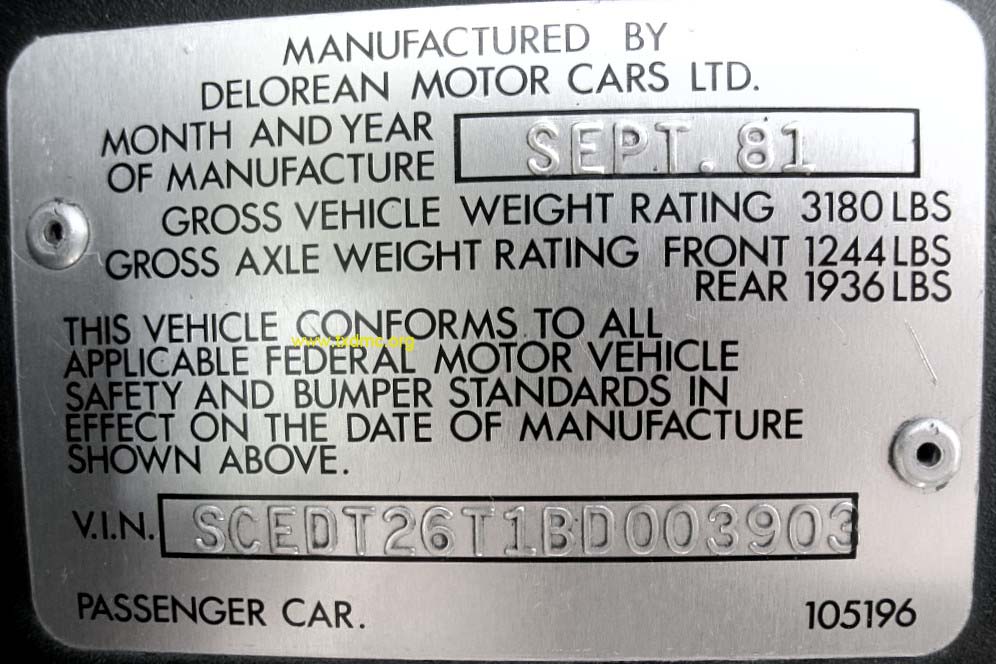 MANUFACTURED BY
DELOREAN MOTOR CARS LTD.
MONTH AND YEAR
OF MANUFACTURE SEPT. 81
GROSS VEHICLE WEIGHT RATING 3180 LBS
GROSS AXLE WEIGHT RATING FRONT 1244 LBS
REAR 1936 LBS
THIS VEHICLE CONFORMS TO ALL
www.txdmc.org
APPLICABLE FEDERAL MOTOR VEHICLE
SAFETY AND BUMPER STANDARDS IN
EFFECT ON THE DATE OF MANUFACTURE
SHOWN ABOVE.
V.I.N. SCEDT26T1BD003903
PASSENGER CAR. 105196